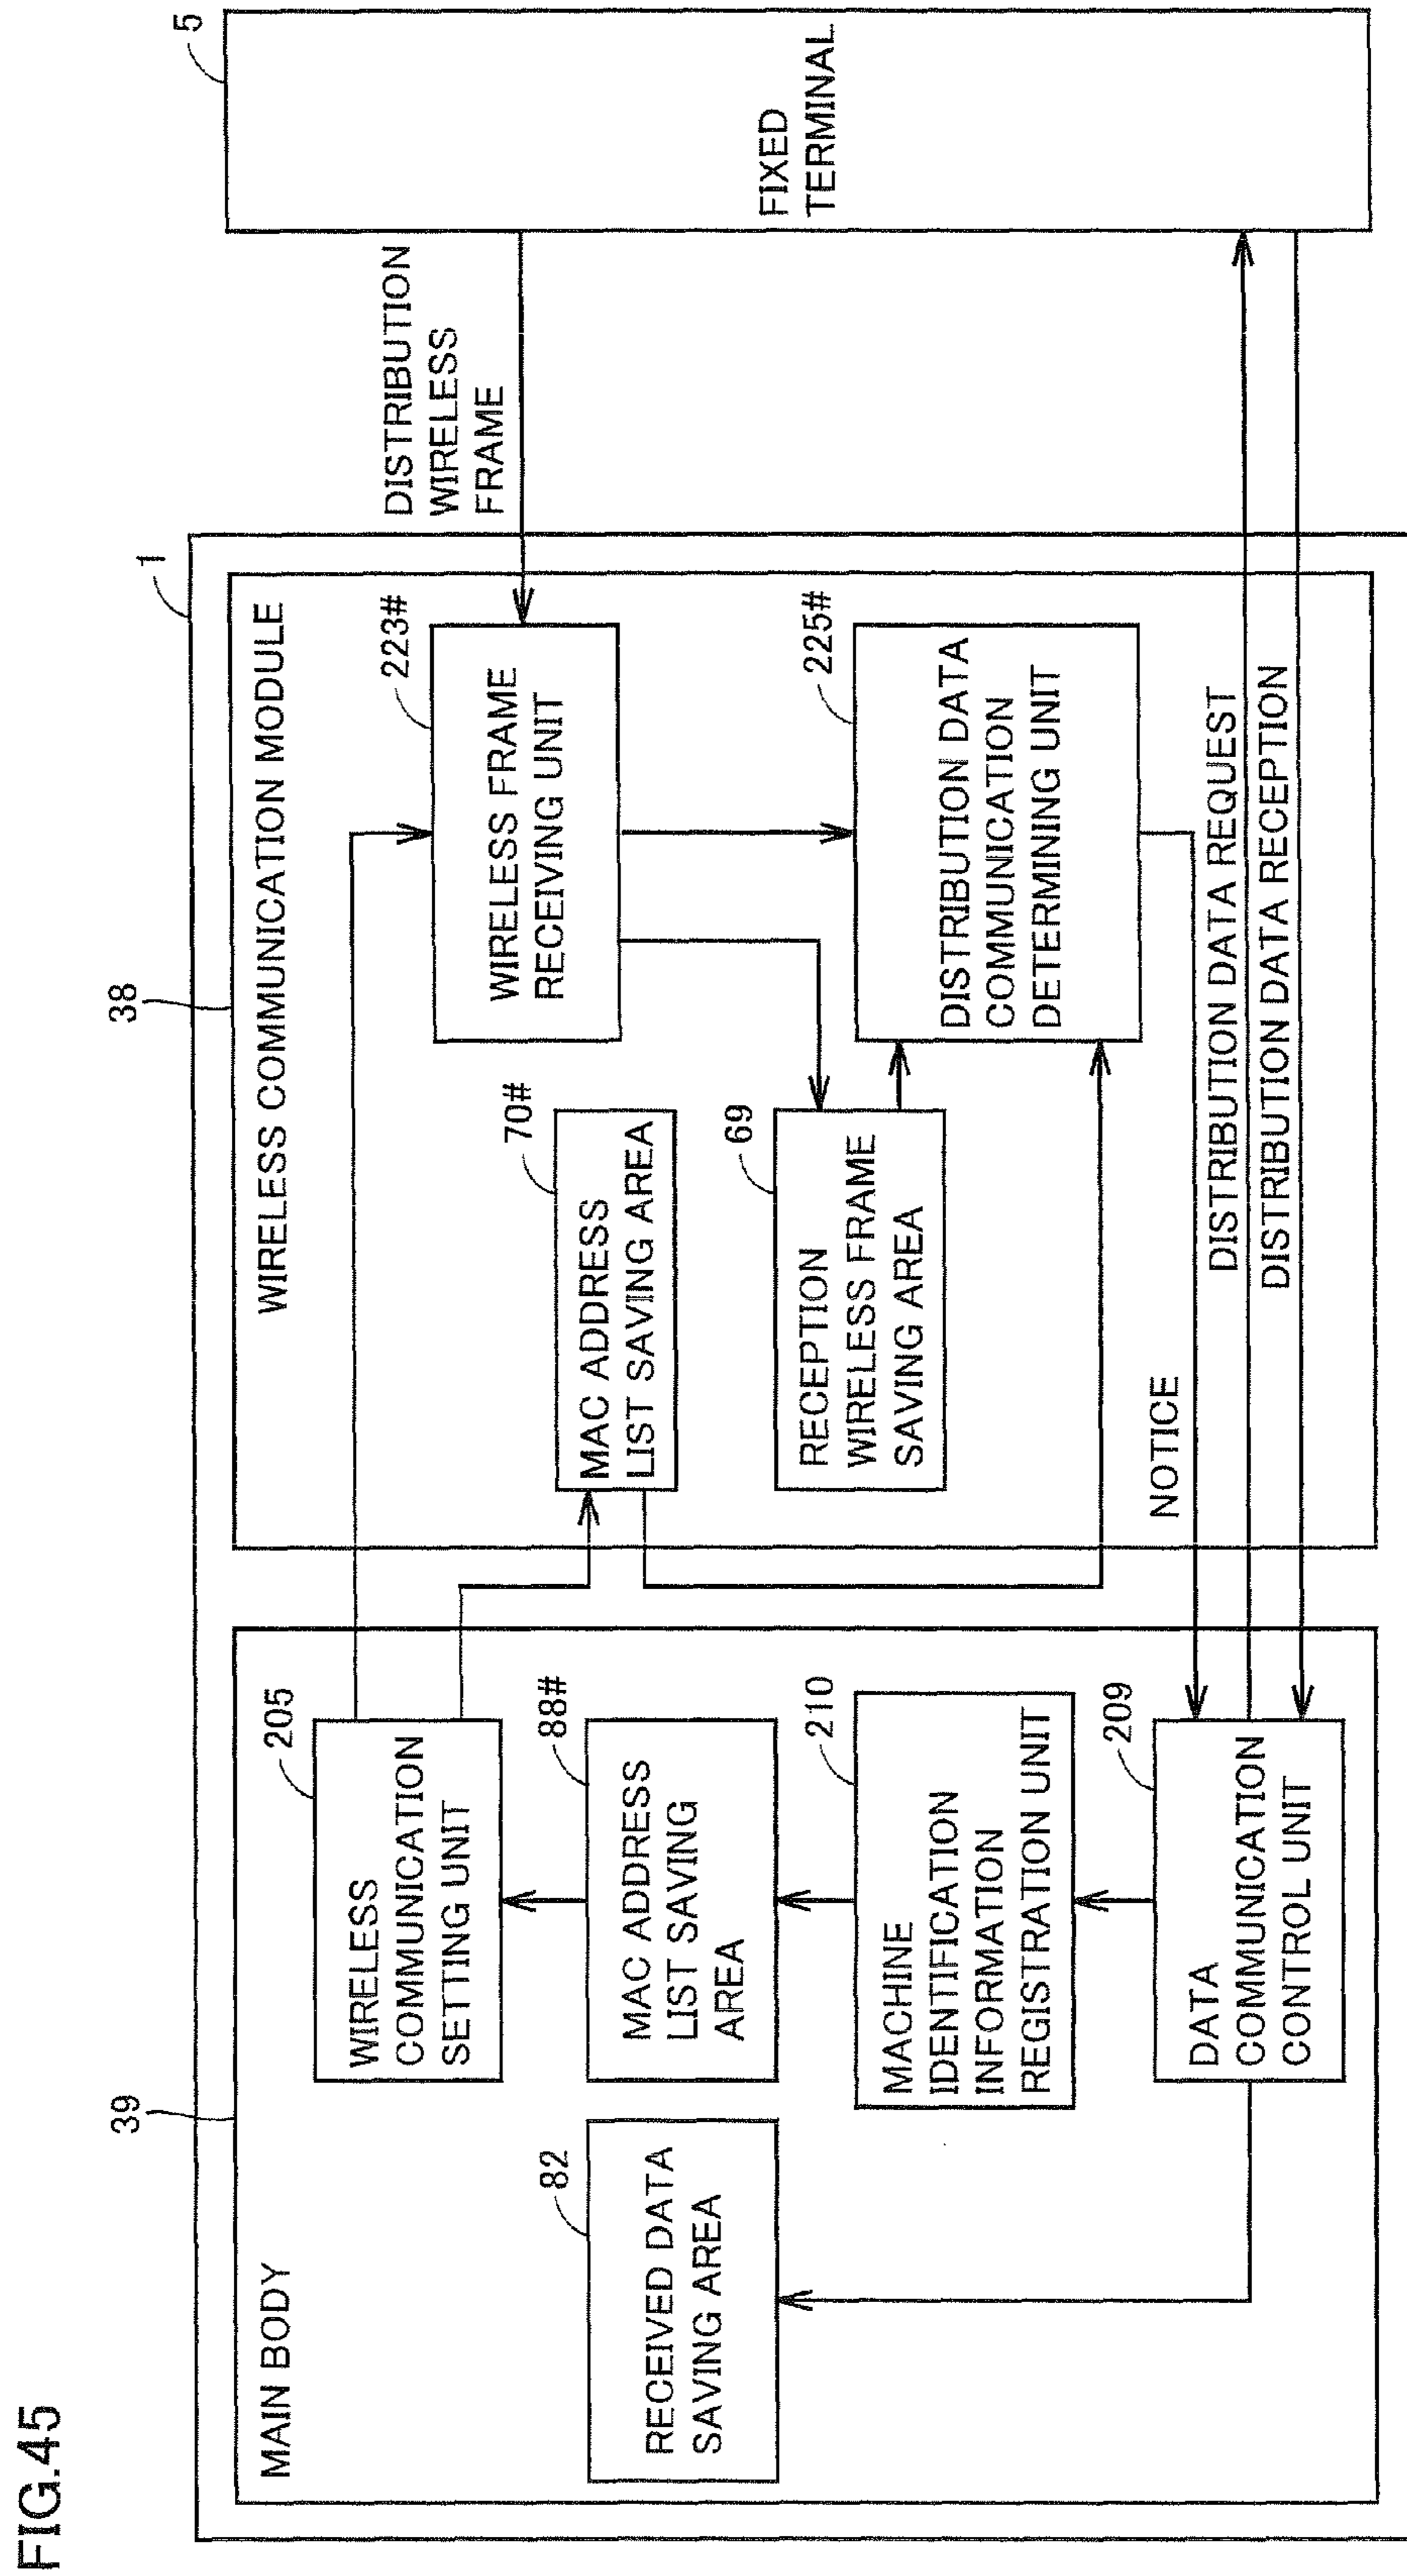 FIG.45
1
38
39
5
MAIN BODY
WIRELESS COMMUNICATION MODULE
205
WIRELESS
COMMUNICATION
SETTING UNIT
82
RECEIVED DATA
SAVING AREA
88#
MAC ADDRESS
LIST SAVING
AREA
210
MACHINE
IDENTIFICATION
INFORMATION
REGISTRATION UNIT
209
DATA
COMMUNICATION
CONTROL UNIT
223#
WIRELESS FRAME
RECEIVING UNIT
70#
MAC ADDRESS
LIST SAVING AREA
69
RECEPTION
WIRELESS FRAME
SAVING AREA
225#
DISTRIBUTION DATA
COMMUNICATION
DETERMINING UNIT
NOTICE
DISTRIBUTION DATA REQUEST
DISTRIBUTION DATA RECEPTION
DISTRIBUTION
WIRELESS
FRAME
FIXED
TERMINAL